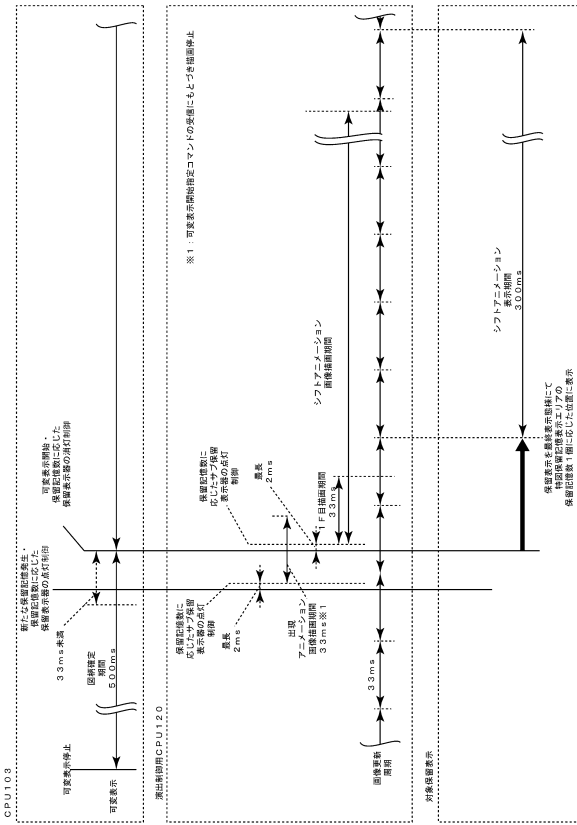 CPU103
可変表示停止
可変表示
図柄確定
期間
500ms
33ms未満
新たな保留記憶発生・
保留記憶数に応じた
保留表示器の点灯制御
可変表示開始・
保留記憶数に応じた
保留表示器の消灯制御
演出制御用CPU120
画像更新
周期
33ms
保留記憶数に
応じたサブ保留
表示器の点灯
制御
最長
2ms
出現
アニメーション
画像描画期間
33ms※1
保留記憶数に
応じたサブ保留
表示器の点灯
制御
最長
2ms
1F目描画期間
33ms
シフトアニメーション
画像描画期間
※1：可変表示開始指定コマンドの受信にもとづき描画停止
対象保留表示
保留表示を最終表示態様にて
特図保留記憶表示エリアの
保留記憶数1個に応じた位置に表示
シフトアニメーション
表示期間
300ms